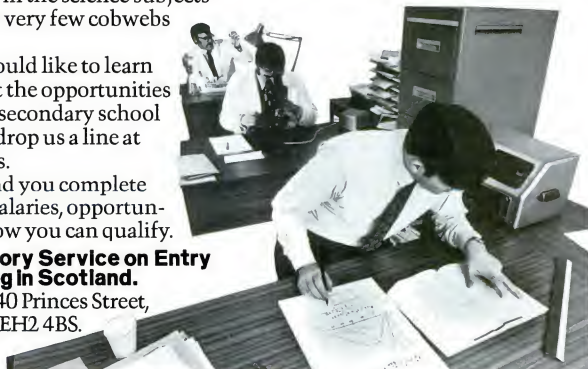 in the science subjects
very few cobwebs
ould like to learn
t the opportunities
secondary school
drop us a line at
s.
nd you complete
alaries, opportun-
ow you can qualify.
ory Service on Entry
g in Scotland.
40 Princes Street,
EH2 4BS.